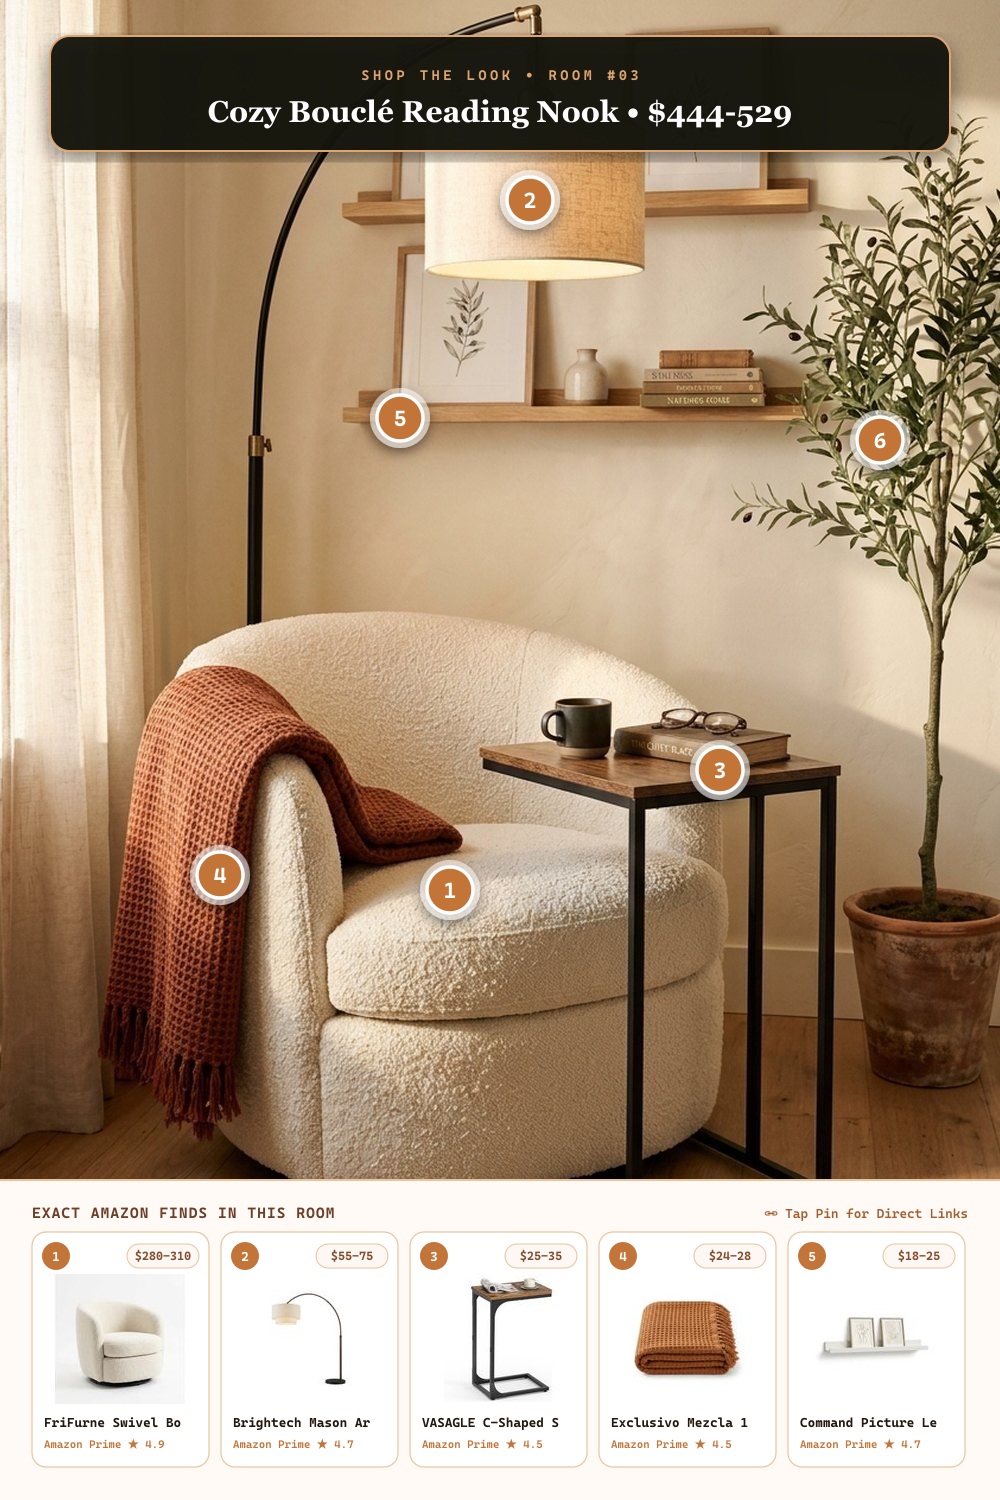 SHOP THE LOOK • ROOM #03
Cozy Bouclé Reading Nook • $444-529
2
5
6
THE QUIET PLACE
3
4
1
EXACT AMAZON FINDS IN THIS ROOM
Tap Pin for Direct Links
1
$280–310
FriFurne Swivel Bo
Amazon Prime ★ 4.9
2
$55–75
Brightech Mason Ar
Amazon Prime ★ 4.7
3
$25–35
VASAGLE C-Shaped S
Amazon Prime ★ 4.5
4
$24–28
Exclusivo Mezcla 1
Amazon Prime ★ 4.5
5
$18–25
Command Picture Le
Amazon Prime ★ 4.7